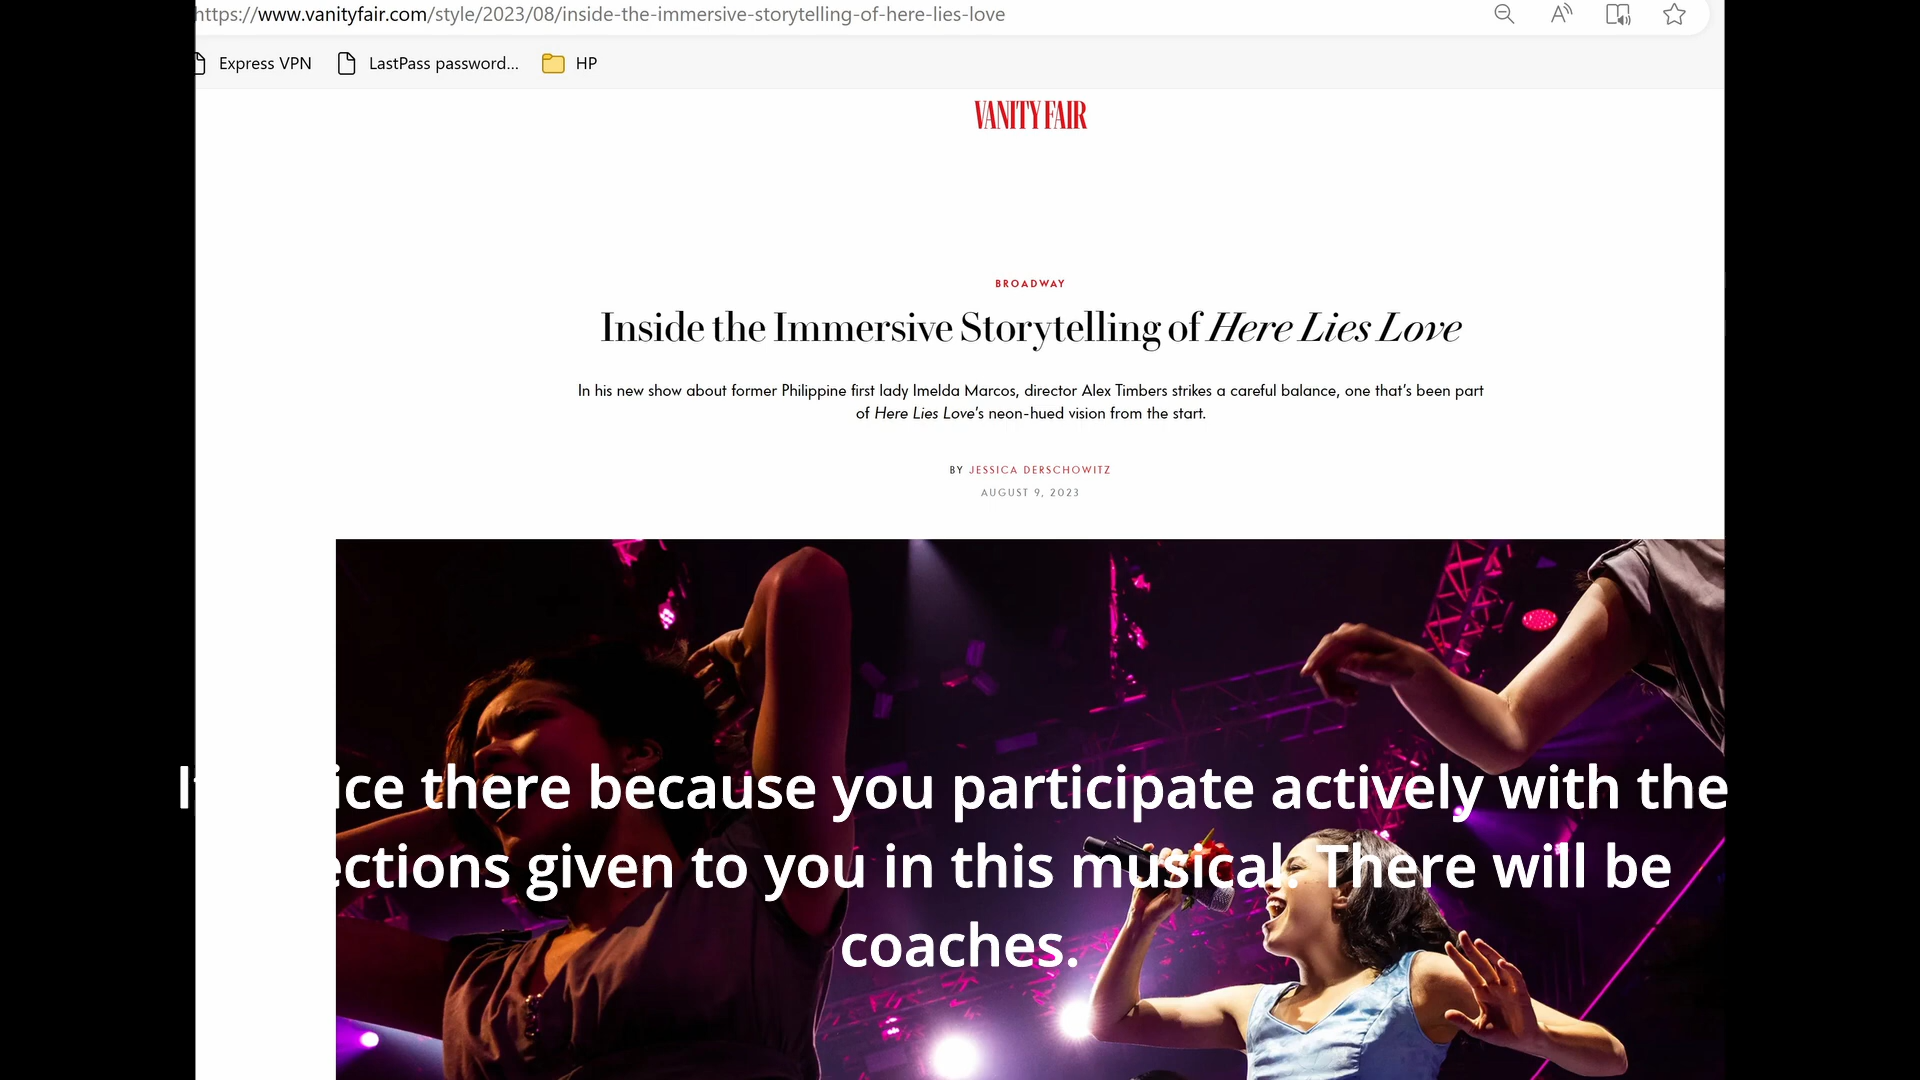 https://www.vanityfair.com/style/2023/08/inside-the-immersive-storytelling-of-here-lies-love
Express VPN LastPass password... HP
VANITY FAIR
BROADWAY
Inside the Immersive Storytelling of Here Lies Love
In his new show about former Philippine first lady Imelda Marcos, director Alex Timbers strikes a careful balance, one that's been part
of Here Lies Love's neon-hued vision from the start.
BY JESSICA DERSCHOWITZ
AUGUST 9, 2023
there because you participate actively with the
given to you in this musical. There will be
coaches.